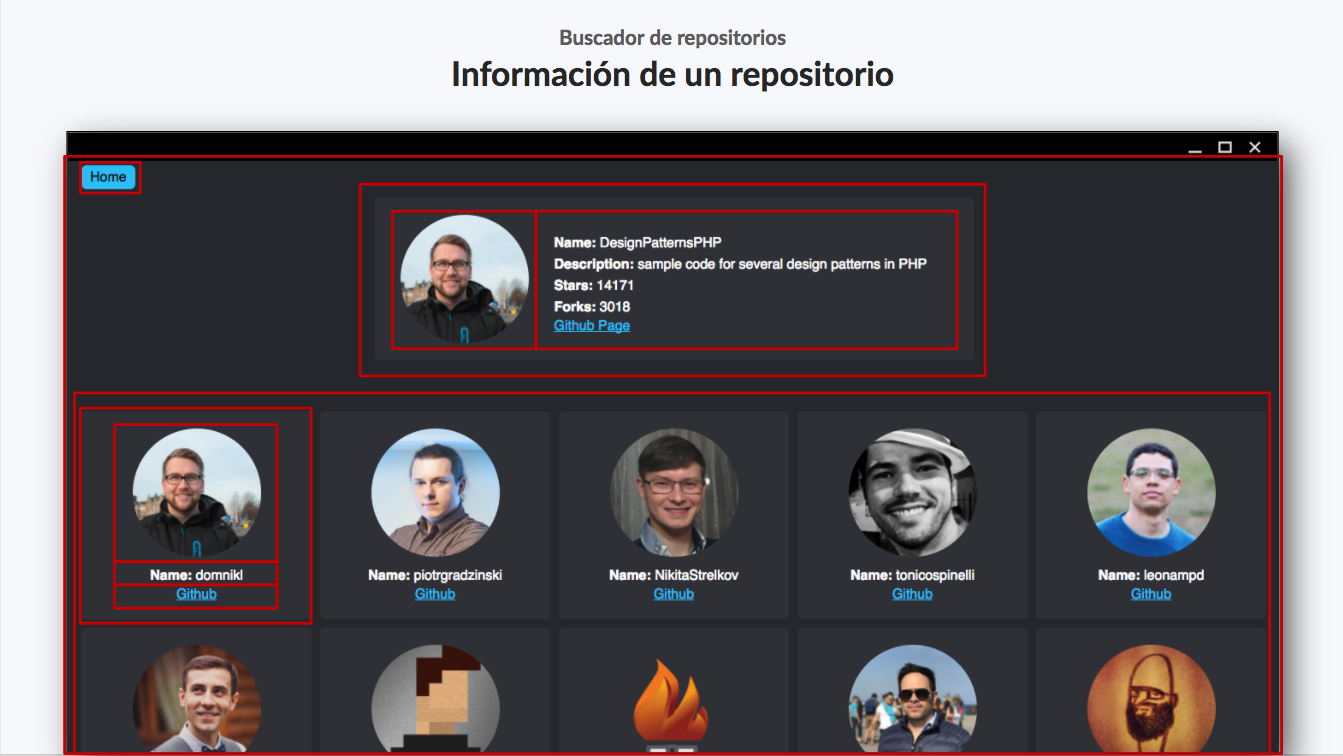 Buscador de repositorios
Información de un repositorio
Home
Name: DesignPatternsPHP
Description: sample code for several design patterns in PHP
Stars: 14171
Forks: 3018
Github Page
Name: domnikl
Github
Name: piotrgradzinski
Github
Name: NikitaStrelkov
Github
Name: tonicospinelli
Github
Name: leonampd
Github